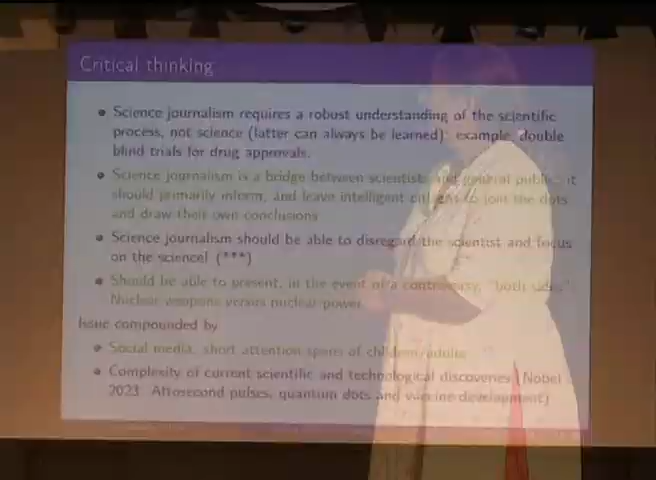 Critical thinking
Science journalism requires a robust understanding of the scientific
process, not science (latter can always be learned): example, double
blind trials for drug approvals.
Science journalism is a bridge between scientists and general public, it
should primarily inform, and leave intelligent to join the dots
and draw their own conclusions
Science journalism should be able to disregard the scientist and focus
on the science! (***)
Should be able to present, in the event of a controversy, "both sides".
Nuclear weapons versus nuclear power
Issue compounded by
Social media, short attention spans of children/adults
Complexity of current scientific and technological discoveries (Nobel
2023 Attosecond pulses, quantum dots and vaccine development)